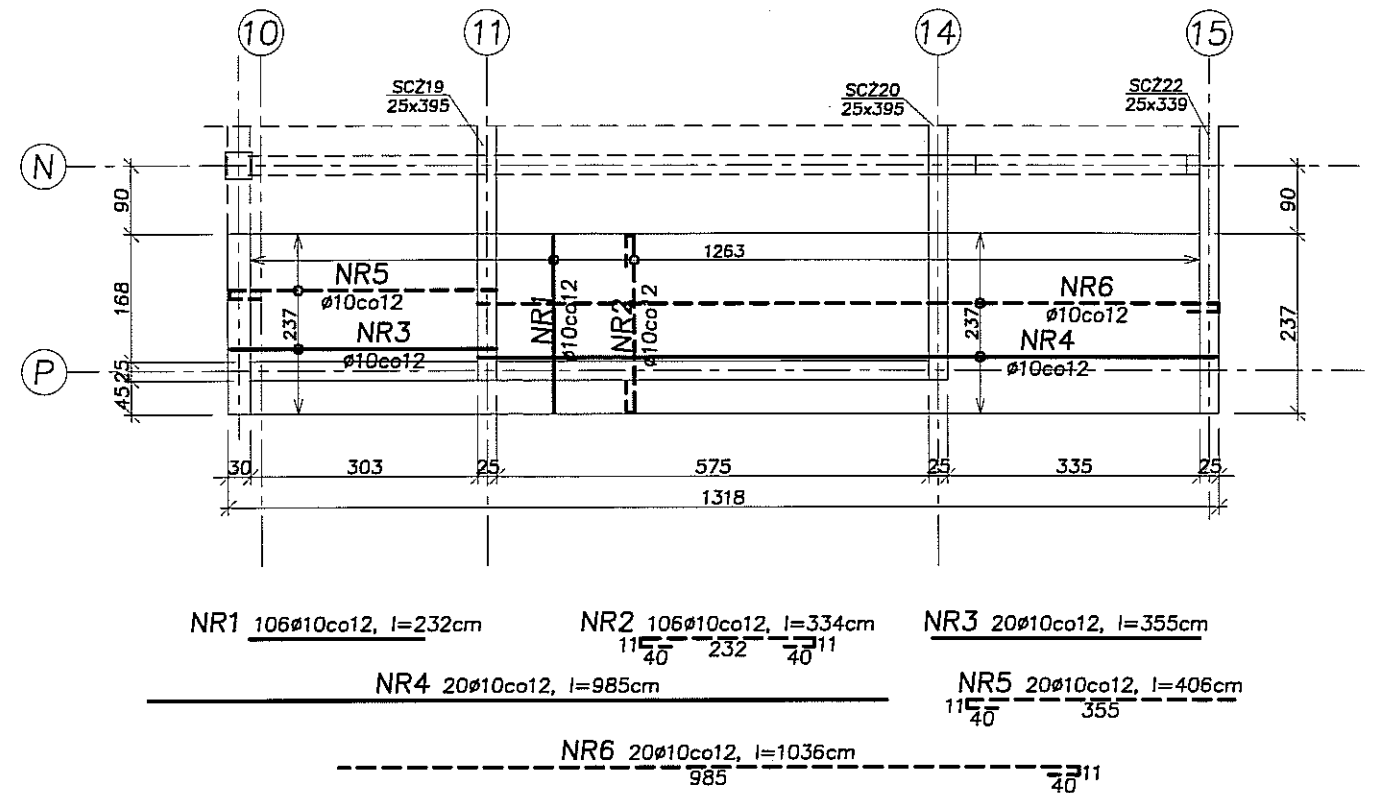 10 11 14 15
SCŻ19
25x395
SCŻ20
25x395
SCŻ22
25x339
N
90
90
1263
168
NR5
ø10co12
237
NR3
ø10co12
NR1
ø10co12
NR2
ø10co12
NR6
ø10co12
237
NR4
ø10co12
237
P
25
45
30 303 25 575 25 335 25
1318
NR1 106ø10co12, l=232cm
NR2 106ø10co12, l=334cm
11 40 232 40 11
NR3 20ø10co12, l=355cm
NR4 20ø10co12, l=985cm
NR5 20ø10co12, l=406cm
11 40 355
NR6 20ø10co12, l=1036cm
985 40 11